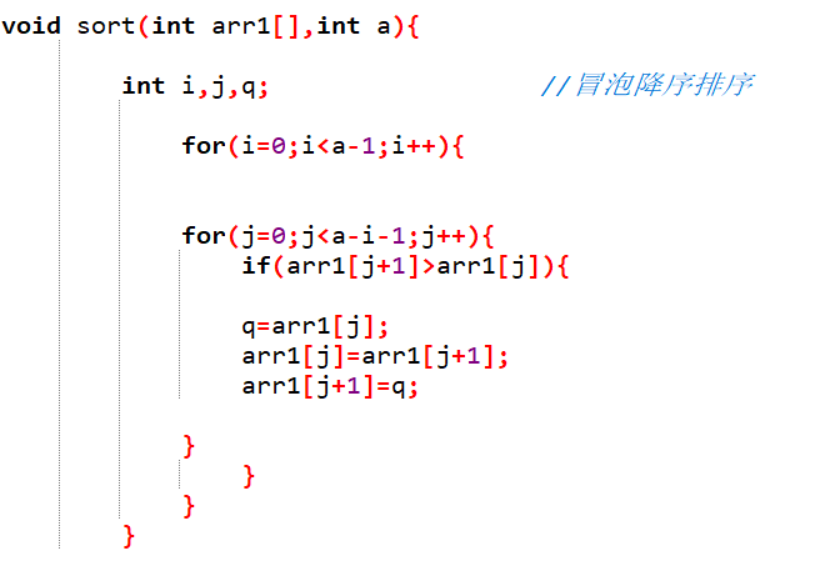 void sort(int arr1[],int a){
int i,j,q; //冒泡降序排序
for(i=0;i<a-1;i++){
for(j=0;j<a-i-1;j++){
if(arr1[j+1]>arr1[j]){
q=arr1[j];
arr1[j]=arr1[j+1];
arr1[j+1]=q;
}
}
}
}